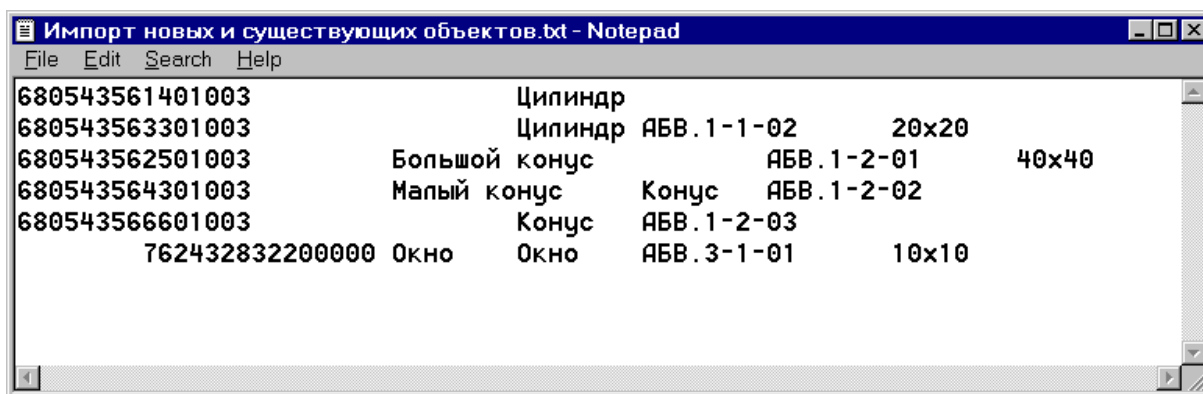 Импорт новых и существующих объектов.txt - Notepad
File Edit Search Help
680543561401003 Цилиндр
680543563301003 Цилиндр АБВ.1-1-02 20x20
680543562501003 Большой конус АБВ.1-2-01 40x40
680543564301003 Малый конус Конус АБВ.1-2-02
680543566601003 Конус АБВ.1-2-03
762432832200000 Окно Окно АБВ.3-1-01 10x10